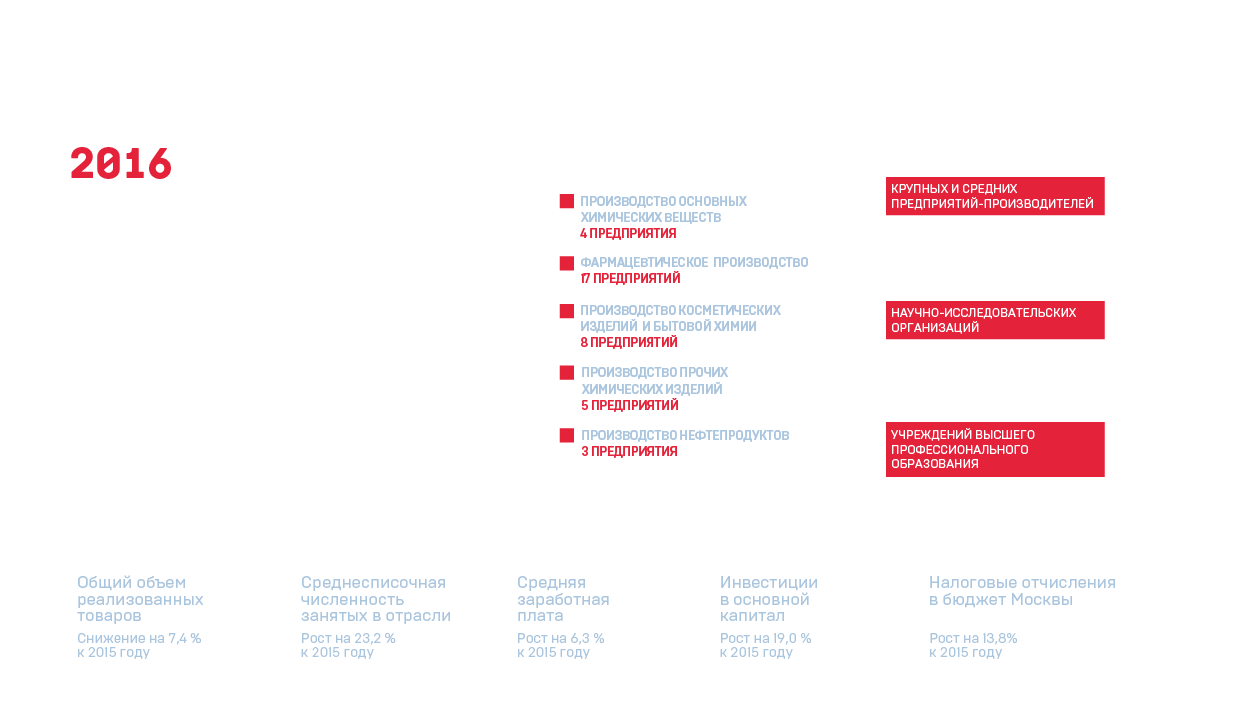 2016
ПРОИЗВОДСТВО ОСНОВНЫХ
ХИМИЧЕСКИХ ВЕЩЕСТВ
4 ПРЕДПРИЯТИЯ
ФАРМАЦЕВТИЧЕСКОЕ ПРОИЗВОДСТВО
17 ПРЕДПРИЯТИЙ
ПРОИЗВОДСТВО КОСМЕТИЧЕСКИХ
ИЗДЕЛИЙ И БЫТОВОЙ ХИМИИ
8 ПРЕДПРИЯТИЙ
ПРОИЗВОДСТВО ПРОЧИХ
ХИМИЧЕСКИХ ИЗДЕЛИЙ
5 ПРЕДПРИЯТИЙ
ПРОИЗВОДСТВО НЕФТЕПРОДУКТОВ
3 ПРЕДПРИЯТИЯ
КРУПНЫХ И СРЕДНИХ
ПРЕДПРИЯТИЙ-ПРОИЗВОДИТЕЛЕЙ
НАУЧНО-ИССЛЕДОВАТЕЛЬСКИХ
ОРГАНИЗАЦИЙ
УЧРЕЖДЕНИЙ ВЫСШЕГО
ПРОФЕССИОНАЛЬНОГО
ОБРАЗОВАНИЯ
Общий объем
реализованных
товаров
Снижение на 7,4 %
к 2015 году
Среднесписочная
численность
занятых в отрасли
Рост на 23,2 %
к 2015 году
Средняя
заработная
плата
Рост на 6,3 %
к 2015 году
Инвестиции
в основной
капитал
Рост на 19,0 %
к 2015 году
Налоговые отчисления
в бюджет Москвы
Рост на 13,8%
к 2015 году